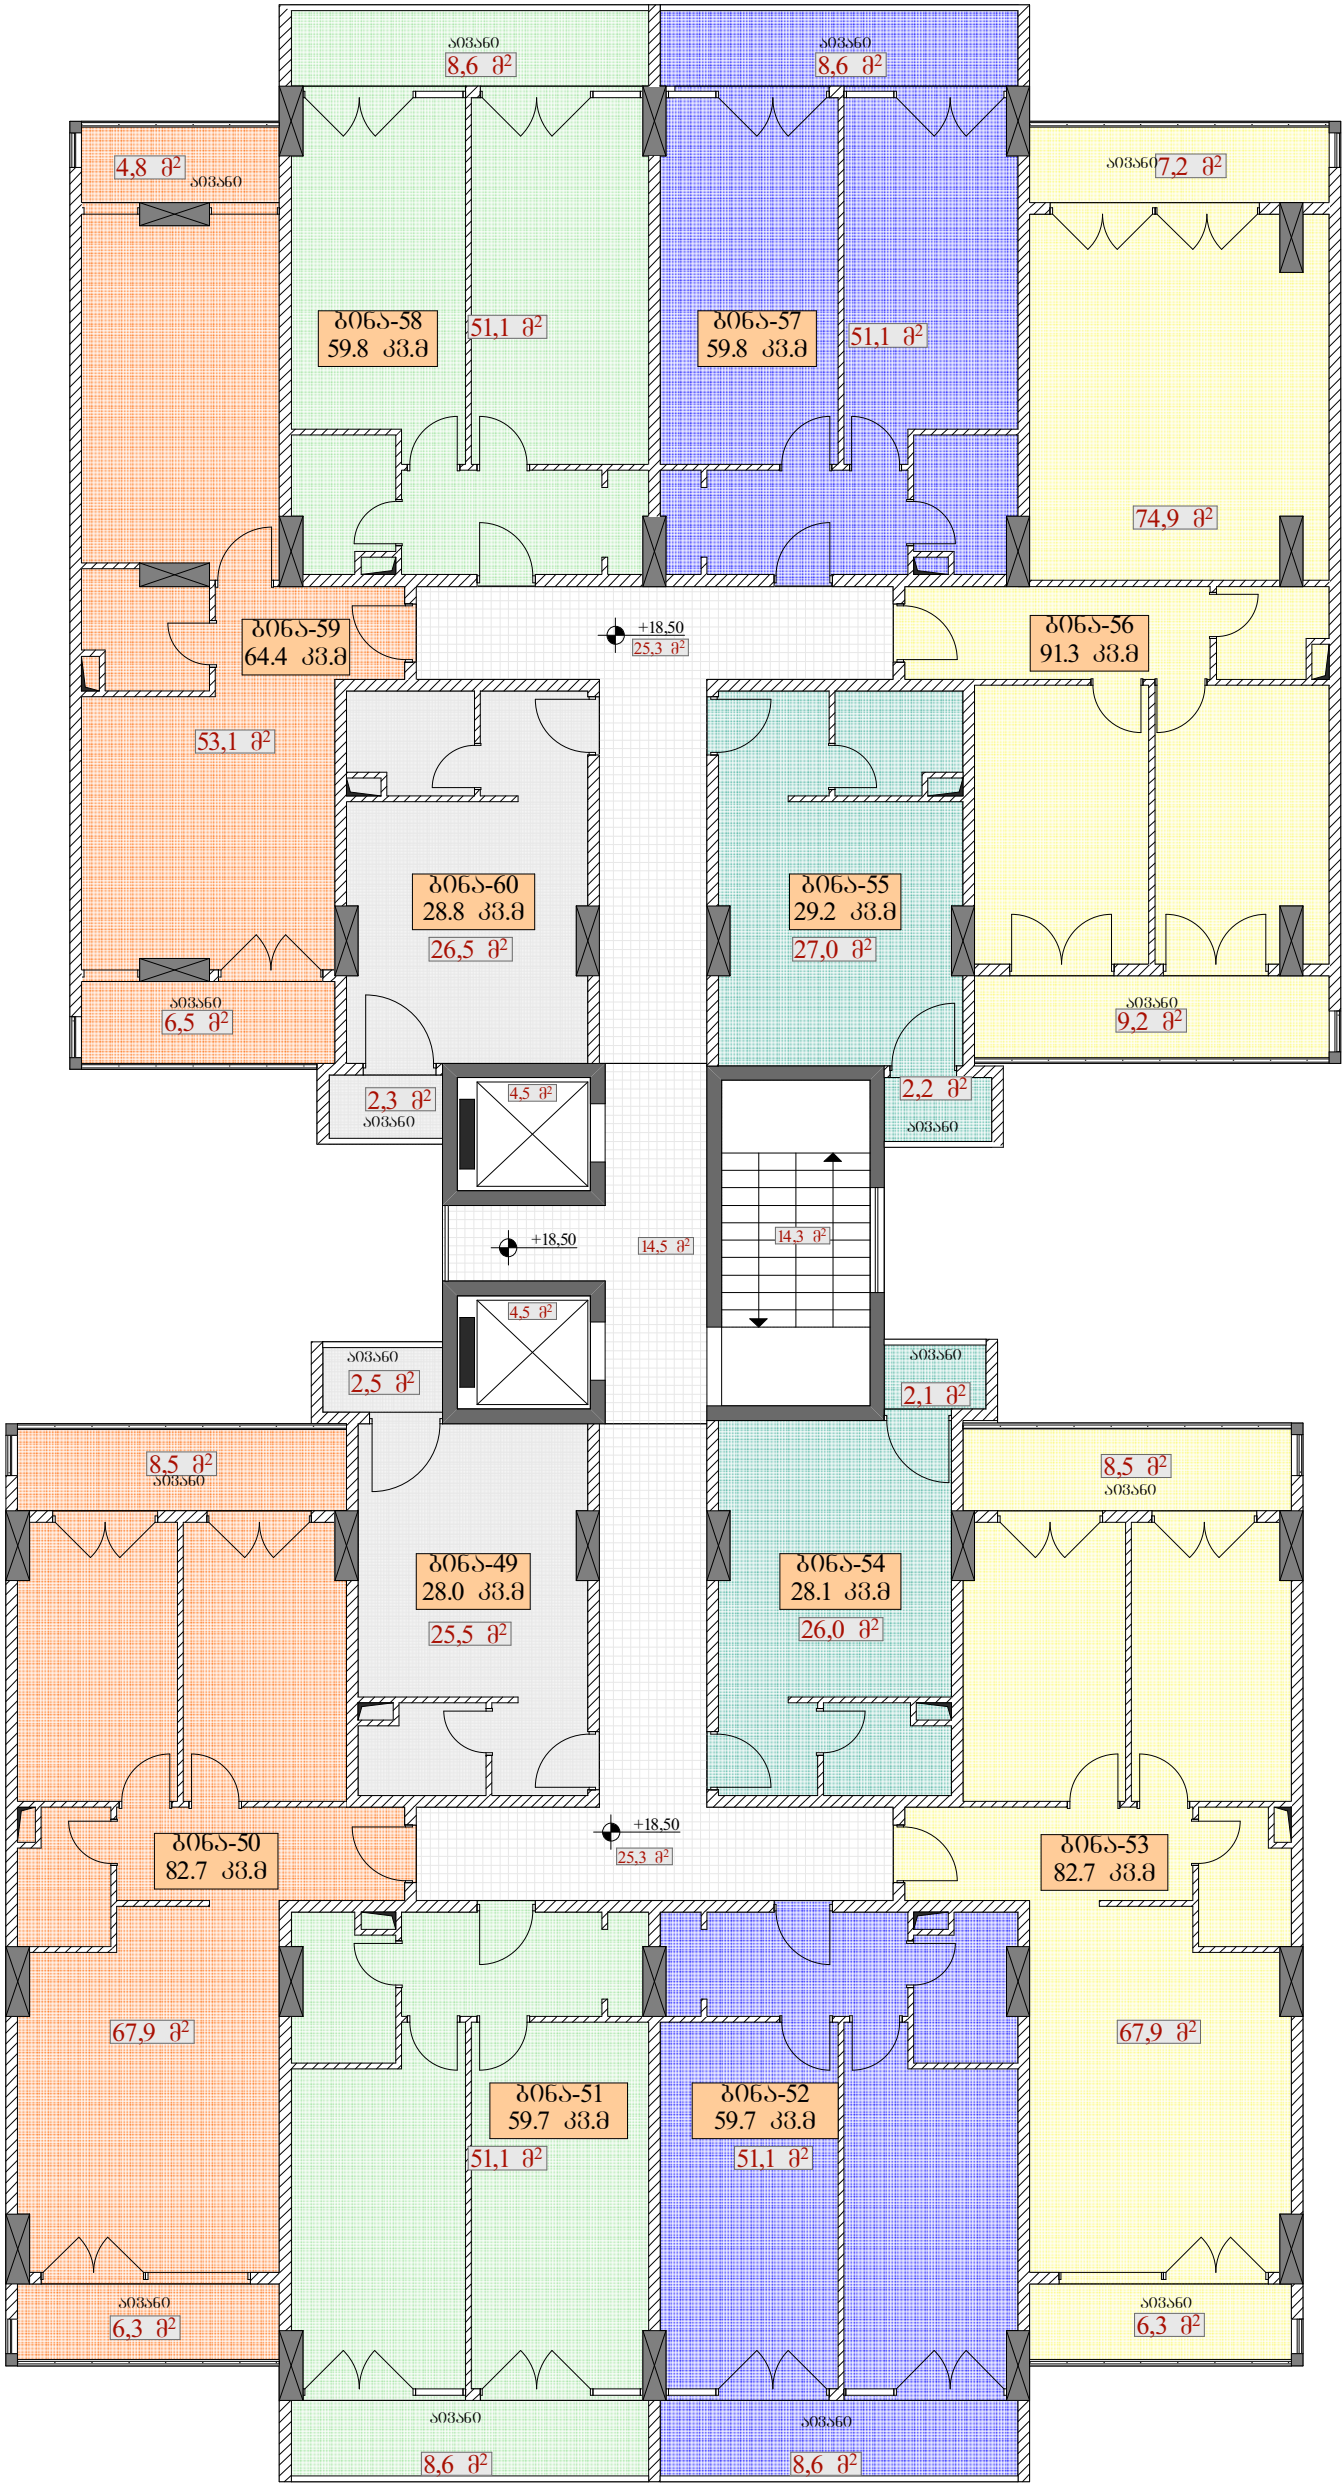 აივანი
8,6 მ²
აივანი
8,6 მ²
4,8 მ²
აივანი
აივანი
7,2 მ²
ბინა-58
59.8 კვ.მ
51,1 მ²
ბინა-57
59.8 კვ.მ
51,1 მ²
74,9 მ²
ბინა-59
64.4 კვ.მ
+18,50
25,3 მ²
ბინა-56
91.3 კვ.მ
53,1 მ²
ბინა-60
28.8 კვ.მ
26,5 მ²
ბინა-55
29.2 კვ.მ
27,0 მ²
აივანი
6,5 მ²
აივანი
9,2 მ²
2,3 მ²
აივანი
4,5 მ²
2,2 მ²
აივანი
+18,50
14,5 მ²
14,3 მ²
4,5 მ²
აივანი
2,5 მ²
აივანი
2,1 მ²
8,5 მ²
აივანი
8,5 მ²
აივანი
ბინა-49
28.0 კვ.მ
25,5 მ²
ბინა-54
28.1 კვ.მ
26,0 მ²
ბინა-50
82.7 კვ.მ
+18,50
25,3 მ²
ბინა-53
82.7 კვ.მ
67,9 მ²
67,9 მ²
ბინა-51
59.7 კვ.მ
51,1 მ²
ბინა-52
59.7 კვ.მ
51,1 მ²
აივანი
6,3 მ²
აივანი
6,3 მ²
აივანი
8,6 მ²
აივანი
8,6 მ²